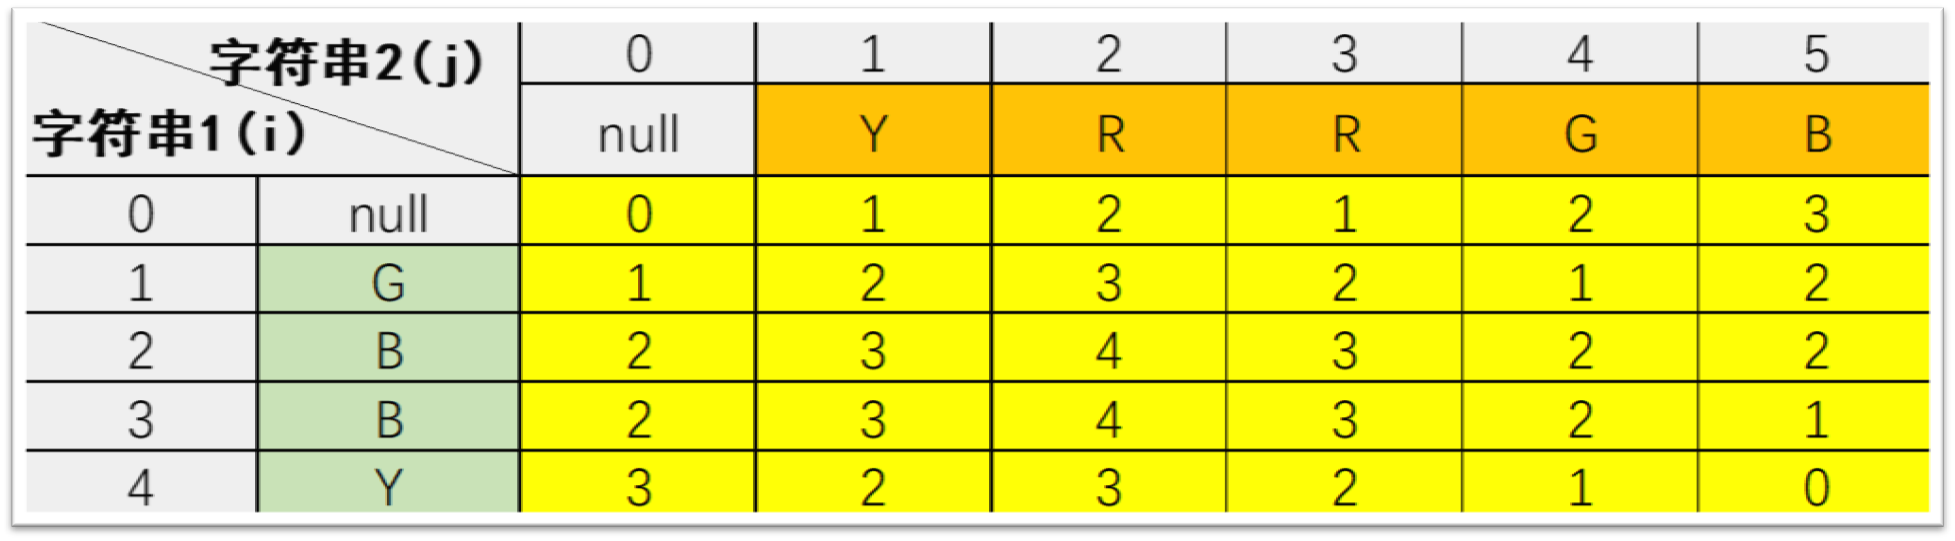 字符串2(j) 0 1 2 3 4 5
字符串1(i) null Y R R G B
0 null 0 1 2 1 2 3
1 G 1 2 3 2 1 2
2 B 2 3 4 3 2 2
3 B 2 3 4 3 2 1
4 Y 3 2 3 2 1 0